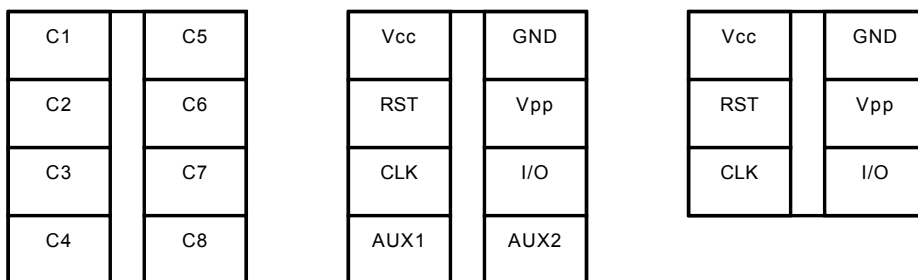 C1 C5 Vcc GND Vcc GND
C2 C6 RST Vpp RST Vpp
C3 C7 CLK I/O CLK I/O
C4 C8 AUX1 AUX2